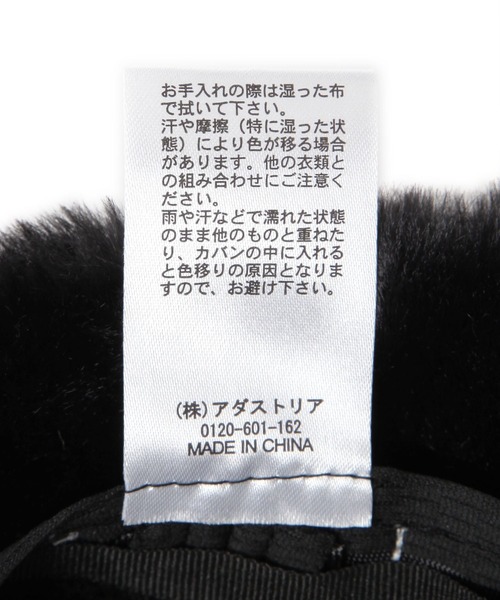 お手入れの際は湿った布
で拭いて下さい。
汗や摩擦（特に湿った状
態）により色が移る場合
があります。他の衣類と
の組み合わせにご注意く
ださい。
雨や汗などで濡れた状態
のまま他のものと重ねた
り、カバンの中に入れる
と色移りの原因となりま
すので、お避け下さい。
(株)アダストリア
0120-601-162
MADE IN CHINA